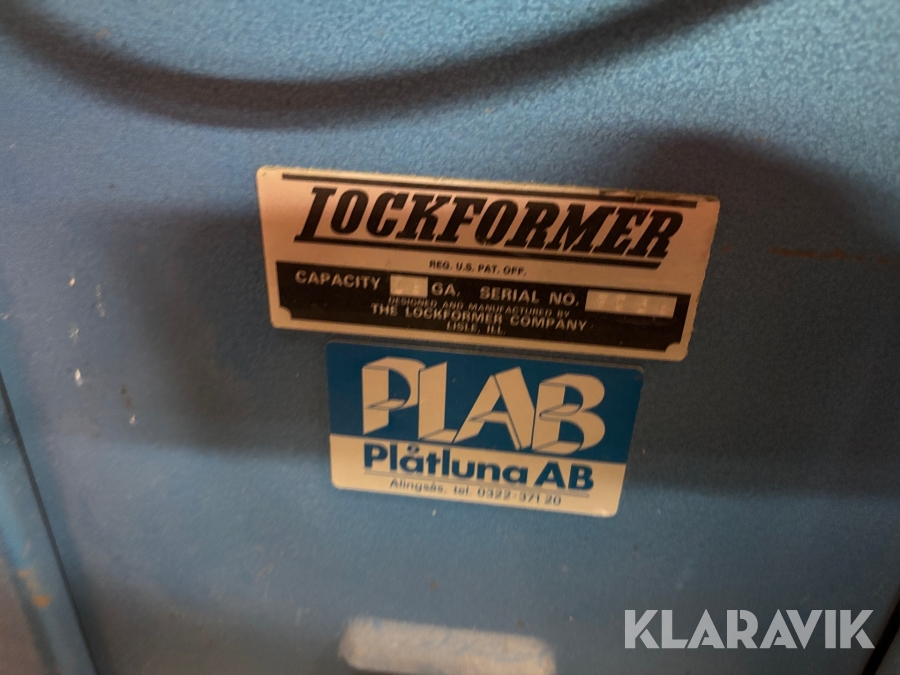 LOCKFORMER
REG. U.S. PAT. OFF.
CAPACITY GA. SERIAL NO.
DESIGNED AND MANUFACTURED BY
THE LOCKFORMER COMPANY
LISLE, ILL.
PLAB
Plåtluna AB
Alingsås, tel. 0322-371 20
KLARAVIK